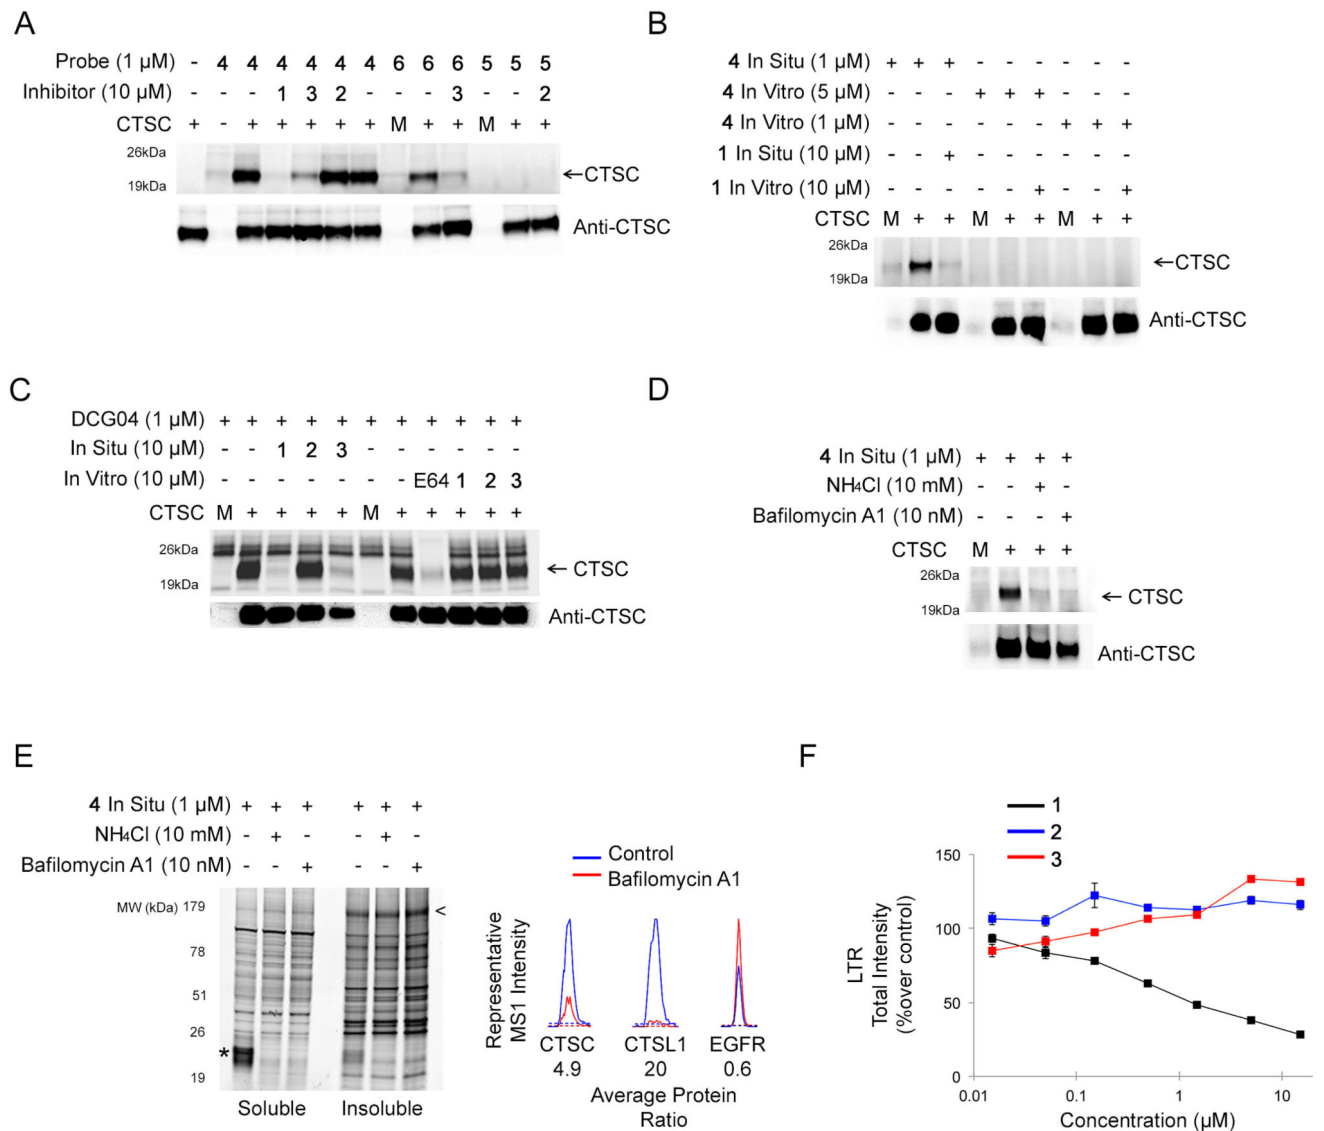 A
Probe (1 µM) - 4 4 4 4 4 4 6 6 6 5 5 5
Inhibitor (10 µM) - - - 1 3 2 - - - 3 - - 2
CTSC + - + + + + + M + + M + +
26kDa
19kDa
←CTSC
Anti-CTSC
B
4 In Situ (1 µM) + + + - - - - - -
4 In Vitro (5 µM) - - - + + + - - -
4 In Vitro (1 µM) - - - - - - + + +
1 In Situ (10 µM) - - + - - - - - -
1 In Vitro (10 µM) - - - - - + - - +
CTSC M + + M + + M + +
26kDa
19kDa
←CTSC
Anti-CTSC
C
DCG04 (1 µM) + + + + + + + + + + +
In Situ (10 µM) - - 1 2 3 - - - - - -
In Vitro (10 µM) - - - - - - - E64 1 2 3
CTSC M + + + + M + + + + +
26kDa
19kDa
← CTSC
Anti-CTSC
D
4 In Situ (1 µM) + + + +
NH4Cl (10 mM) - - + -
Bafilomycin A1 (10 nM) - - - +
CTSC M + + +
26kDa
19kDa
← CTSC
Anti-CTSC
E
4 In Situ (1 µM) + + + + + +
NH4Cl (10 mM) - + - - + -
Bafilomycin A1 (10 nM) - - + - - +
MW (kDa) 179
<
78
51
26
*
19
Soluble Insoluble
Control
Bafilomycin A1
Representative
MS1 Intensity
CTSC CTSL1 EGFR
4.9 20 0.6
Average Protein
Ratio
F
1
2
3
150
100
50
0
LTR
Total Intensity
(%over control)
0.01 0.1 1 10
Concentration (µM)